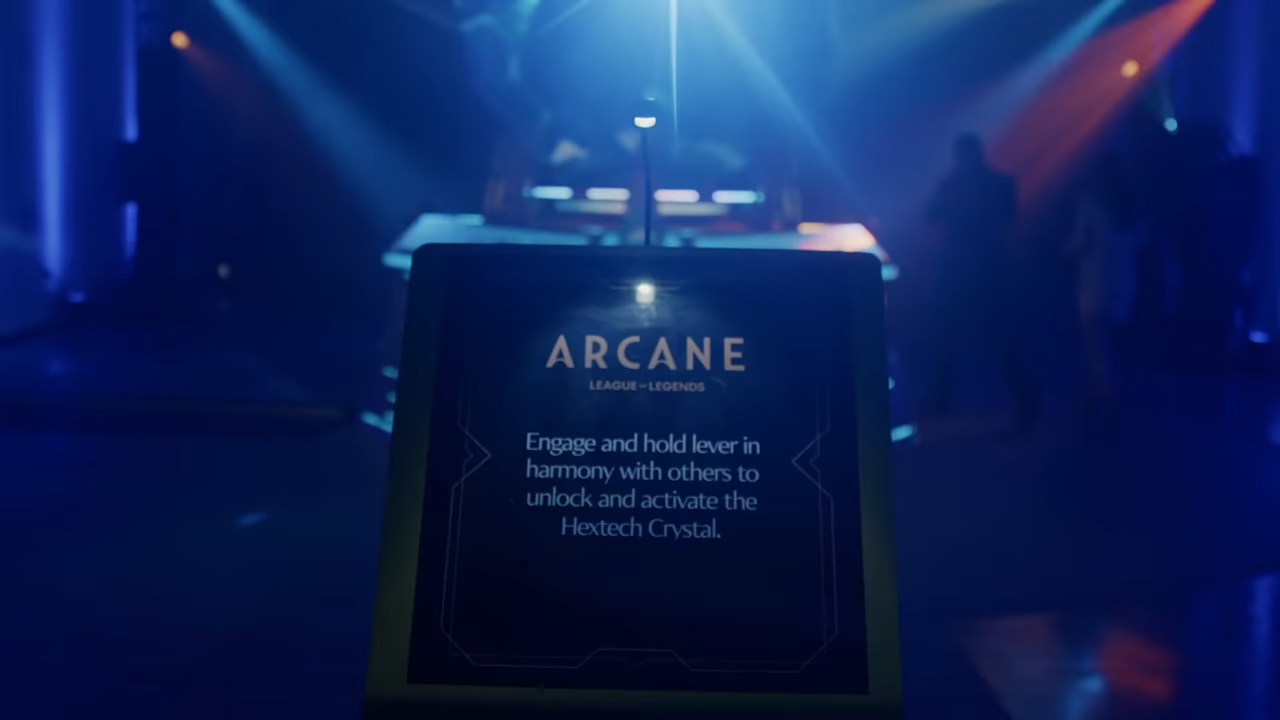 ARCANE
LEAGUE OF LEGENDS
Engage and hold lever in
harmony with others to
unlock and activate the
Hextech Crystal.